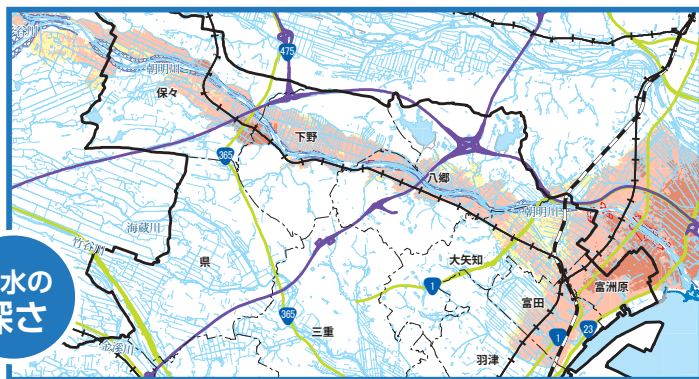 朝明川
475
保々
下野
365
八郷
朝明川
海蔵川
竹谷川
県
大矢知
水の
深さ
1
富洲原
富田
365
三重
23
1
羽津